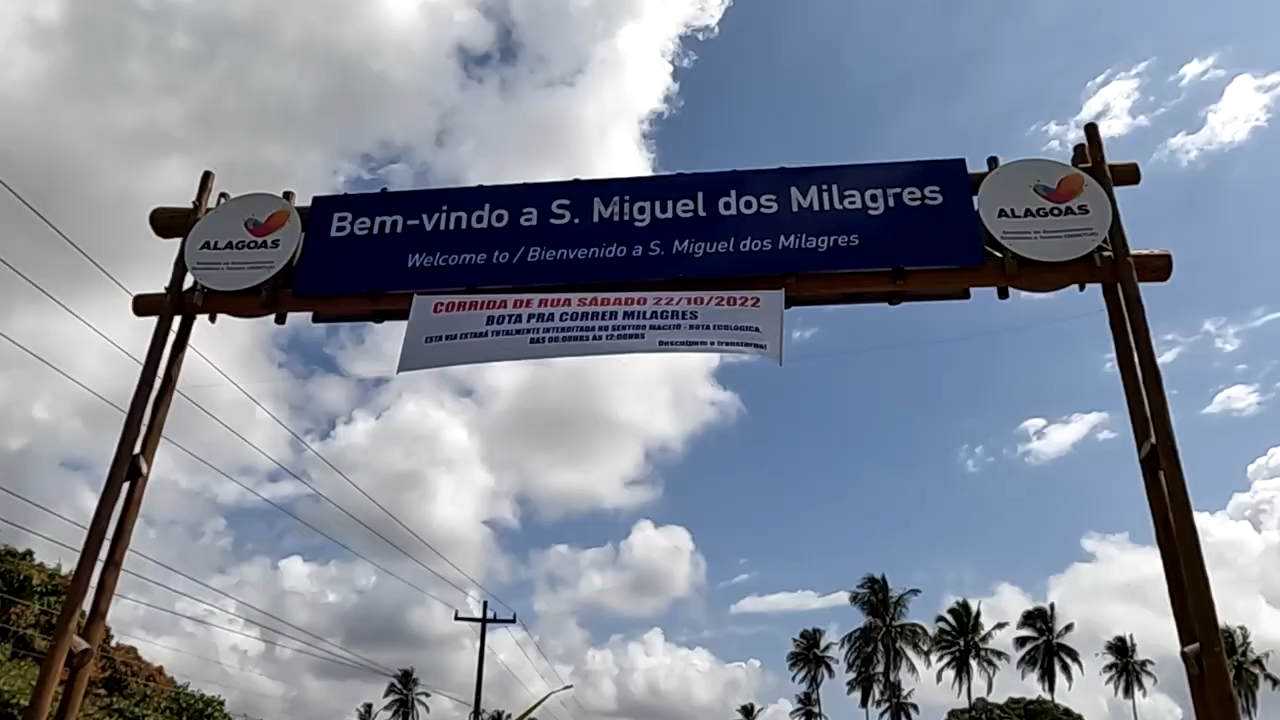 Bem-vindo a S. Miguel dos Milagres
Welcome to / Bienvenido a S. Miguel dos Milagres
ALAGOAS
ALAGOAS
CORRIDA DE RUA SÁBADO 22/10/2022
BOTA PRA CORRER MILAGRES
ESTA VIA ESTARÁ TOTALMENTE INTERDITADA NO SENTIDO MACEIÓ - ROTA ECOLÓGICA,
DAS 06:00HRS ÀS 12:00HRS
Desculpem o transtorno!